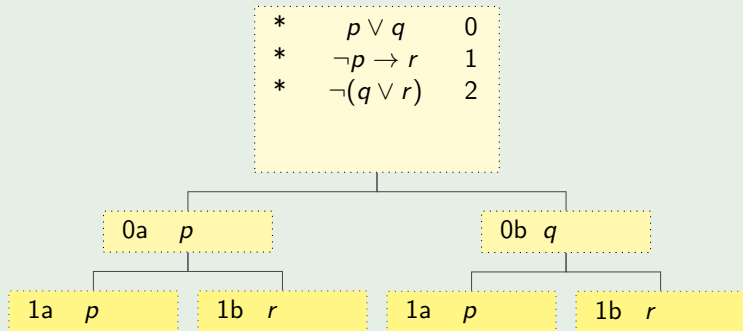 * p ∨ q 0
* ¬p → r 1
* ¬(q ∨ r) 2
0a p 0b q
1a p 1b r 1a p 1b r